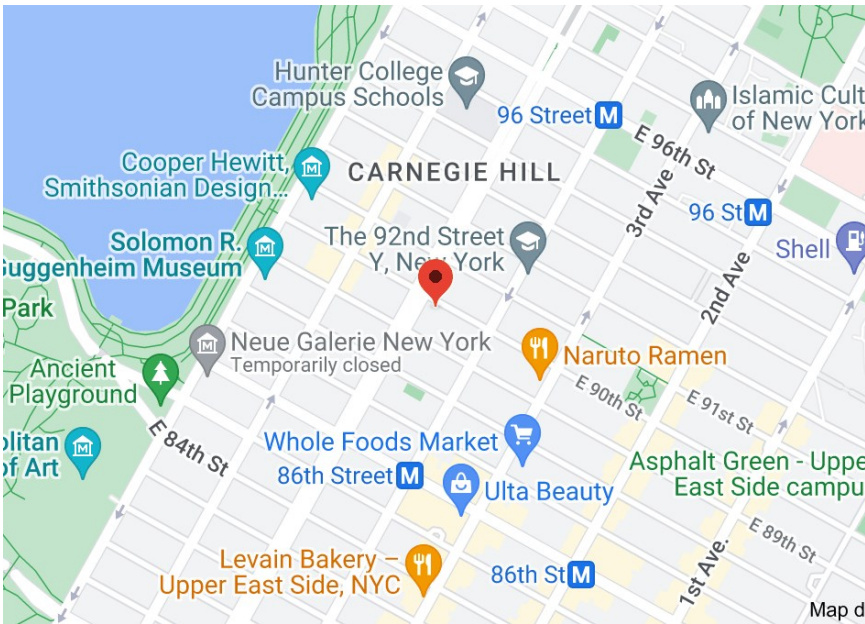 Hunter College
Campus Schools
96 Street M
Islamic Cult
of New York
E 96th St
Cooper Hewitt,
Smithsonian Design...
CARNEGIE HILL
3rd Ave
96 St M
Solomon R.
Guggenheim Museum
The 92nd Street
Y, New York
Shell
2nd Ave
Park
Neue Galerie New York
Temporarily closed
Naruto Ramen
Ancient
Playground
E 90th St
E 91st St
E 84th St
olitan
of Art
Whole Foods Market
86th Street M
Ulta Beauty
Asphalt Green - Uppe
East Side campu
E 89th St
Levain Bakery –
Upper East Side, NYC
86th St M
1st Ave.
Map d